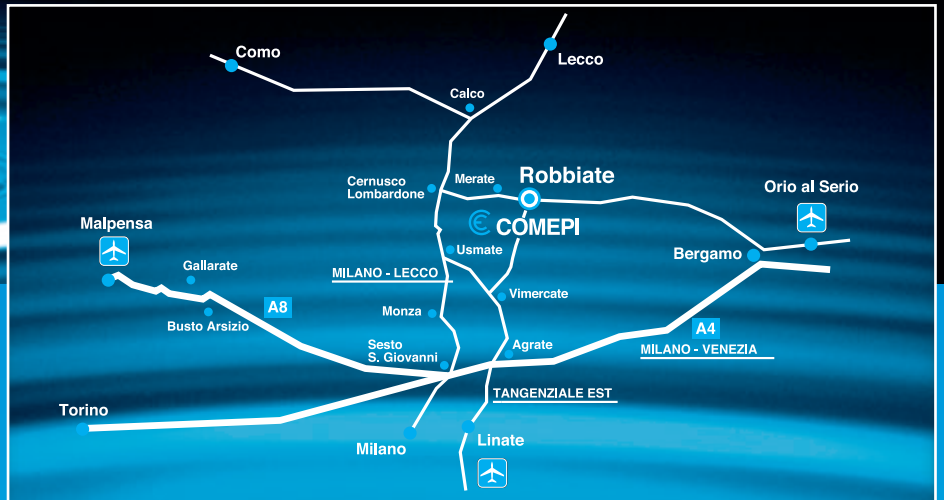 Como
Lecco
Calco
Cernusco
Lombardone
Merate
Robbiate
Orio al Serio
Malpensa
COMEPI
Usmate
Bergamo
Gallarate
MILANO - LECCO
Vimercate
A8
Busto Arsizio
Monza
A4
Sesto
S. Giovanni
Agrate
MILANO - VENEZIA
TANGENZIALE EST
Torino
Milano
Linate